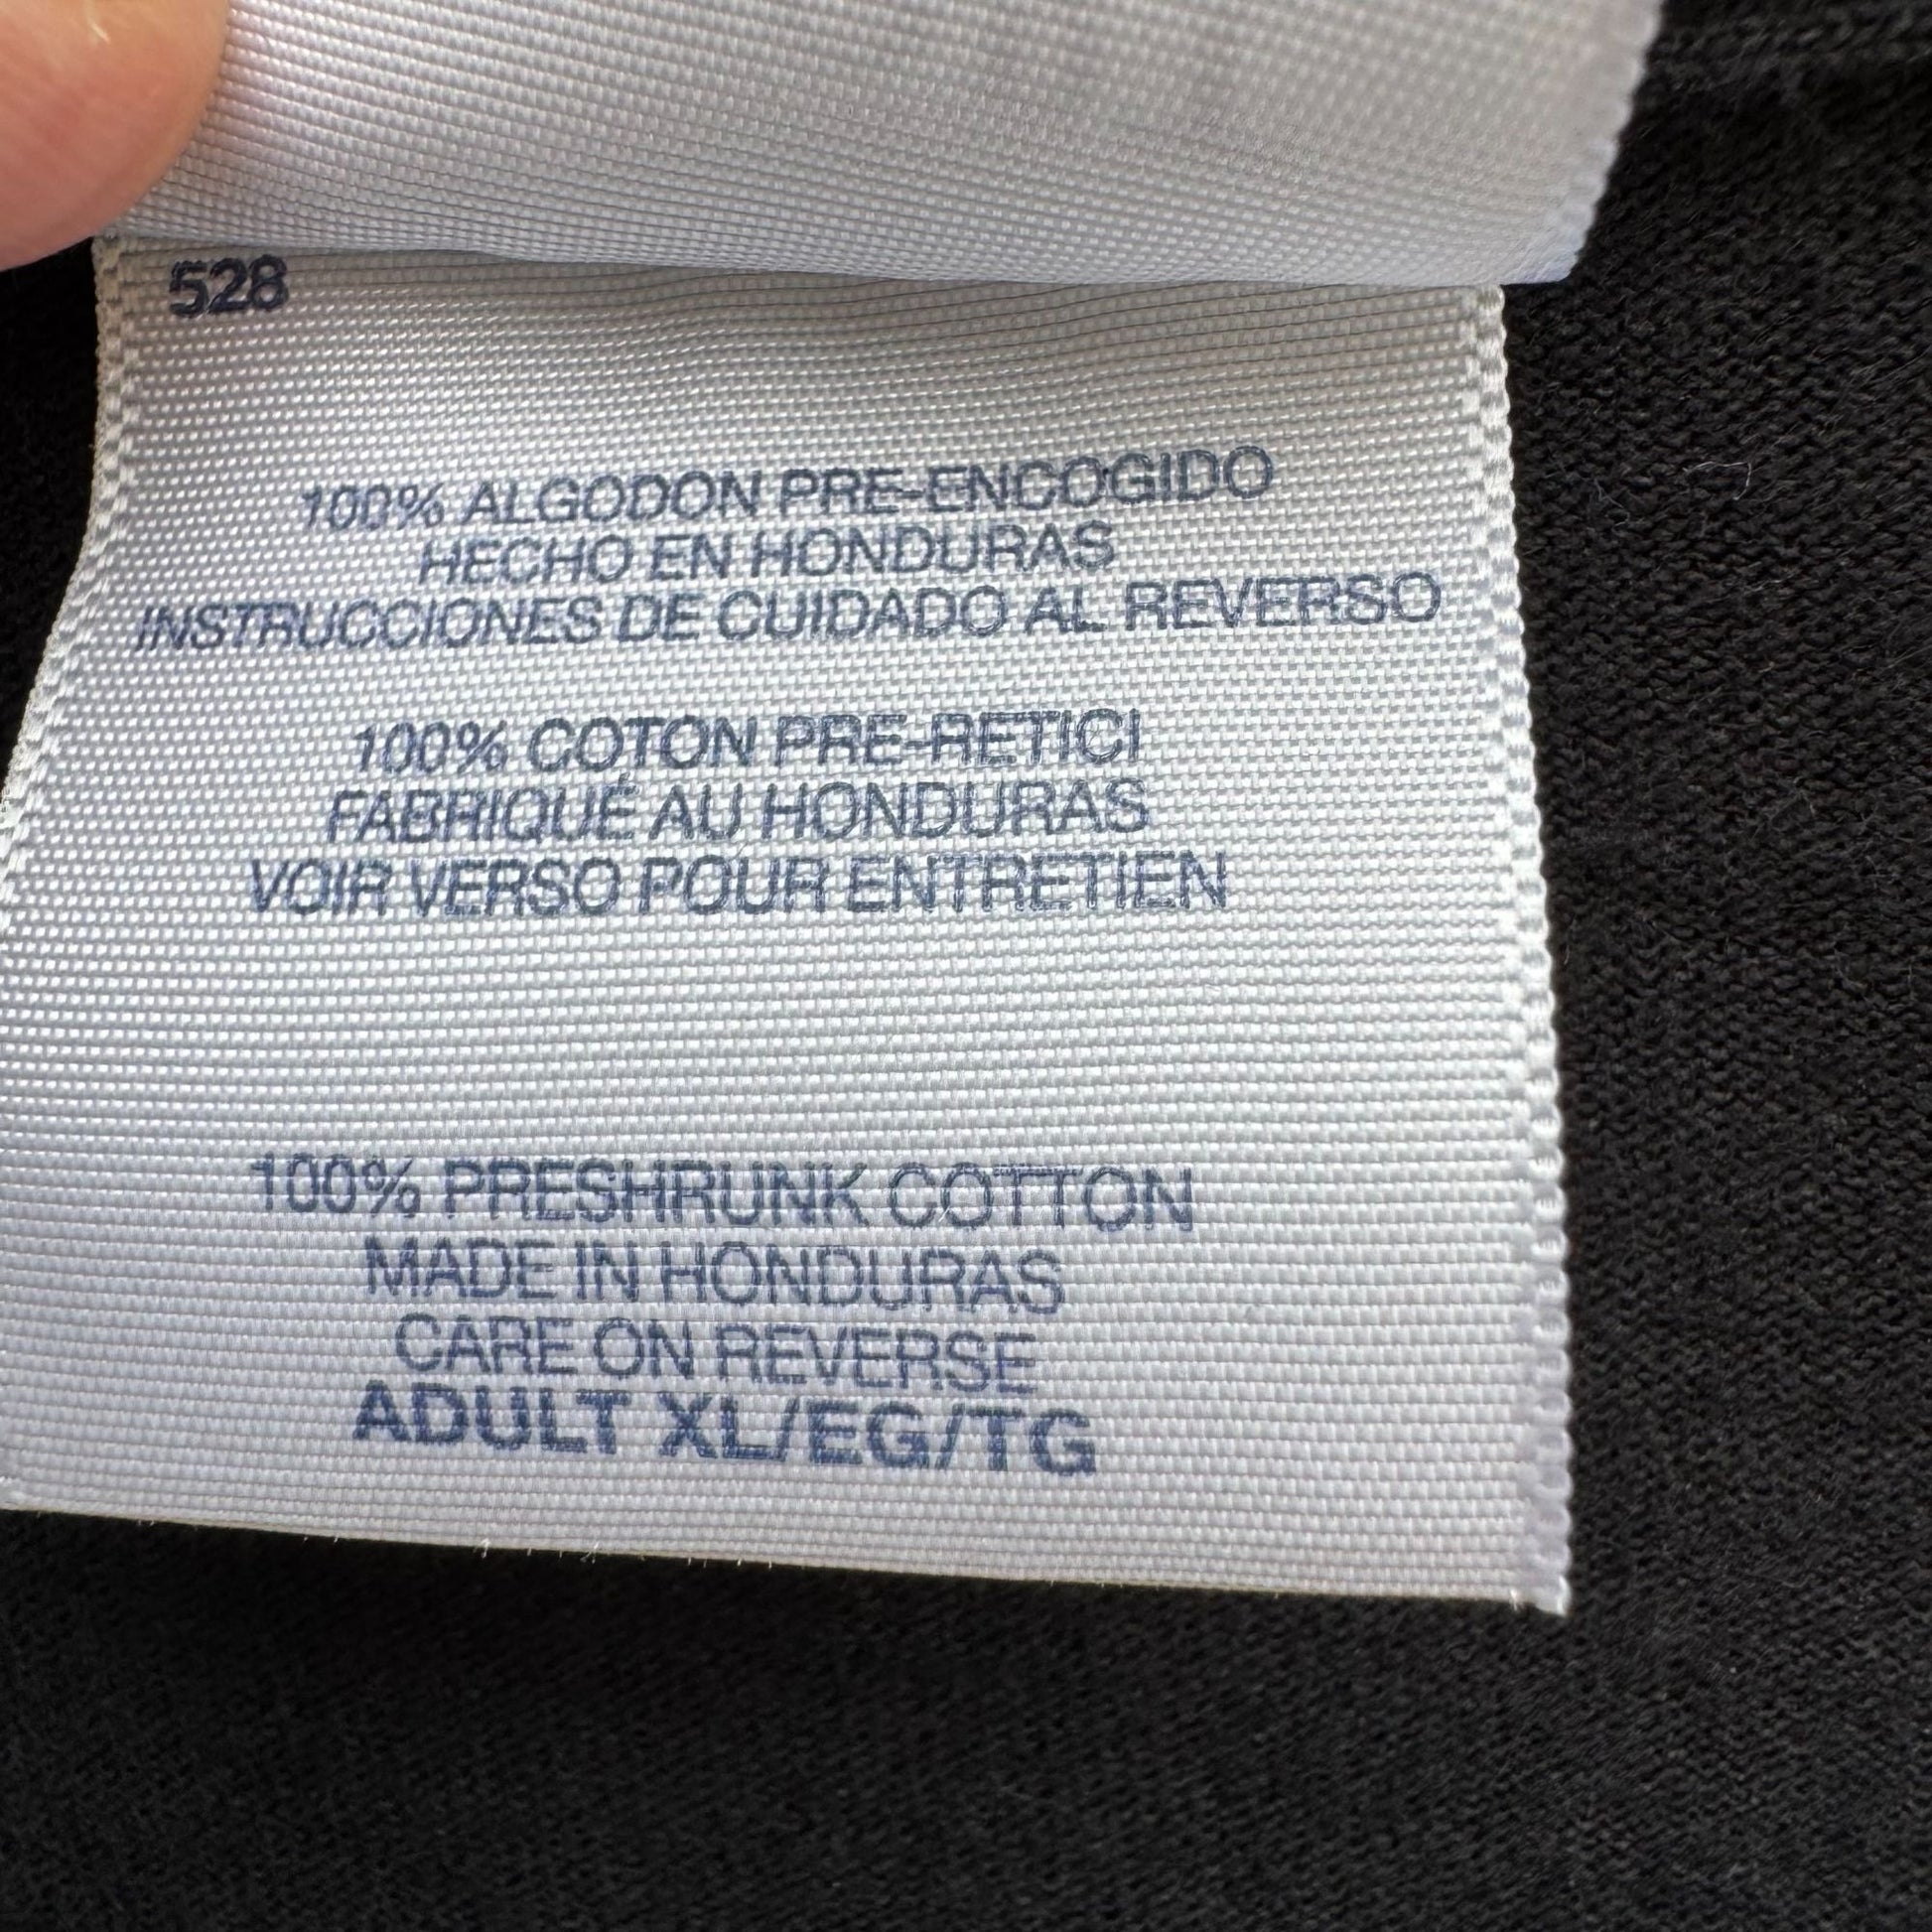 528
100% ALGODON PRE-ENCOGIDO
HECHO EN HONDURAS
INSTRUCCIONES DE CUIDADO AL REVERSO
100% COTON PRE-RETICI
FABRIQUÉ AU HONDURAS
VOIR VERSO POUR ENTRETIEN
100% PRESHRUNK COTTON
MADE IN HONDURAS
CARE ON REVERSE
ADULT XL/EG/TG